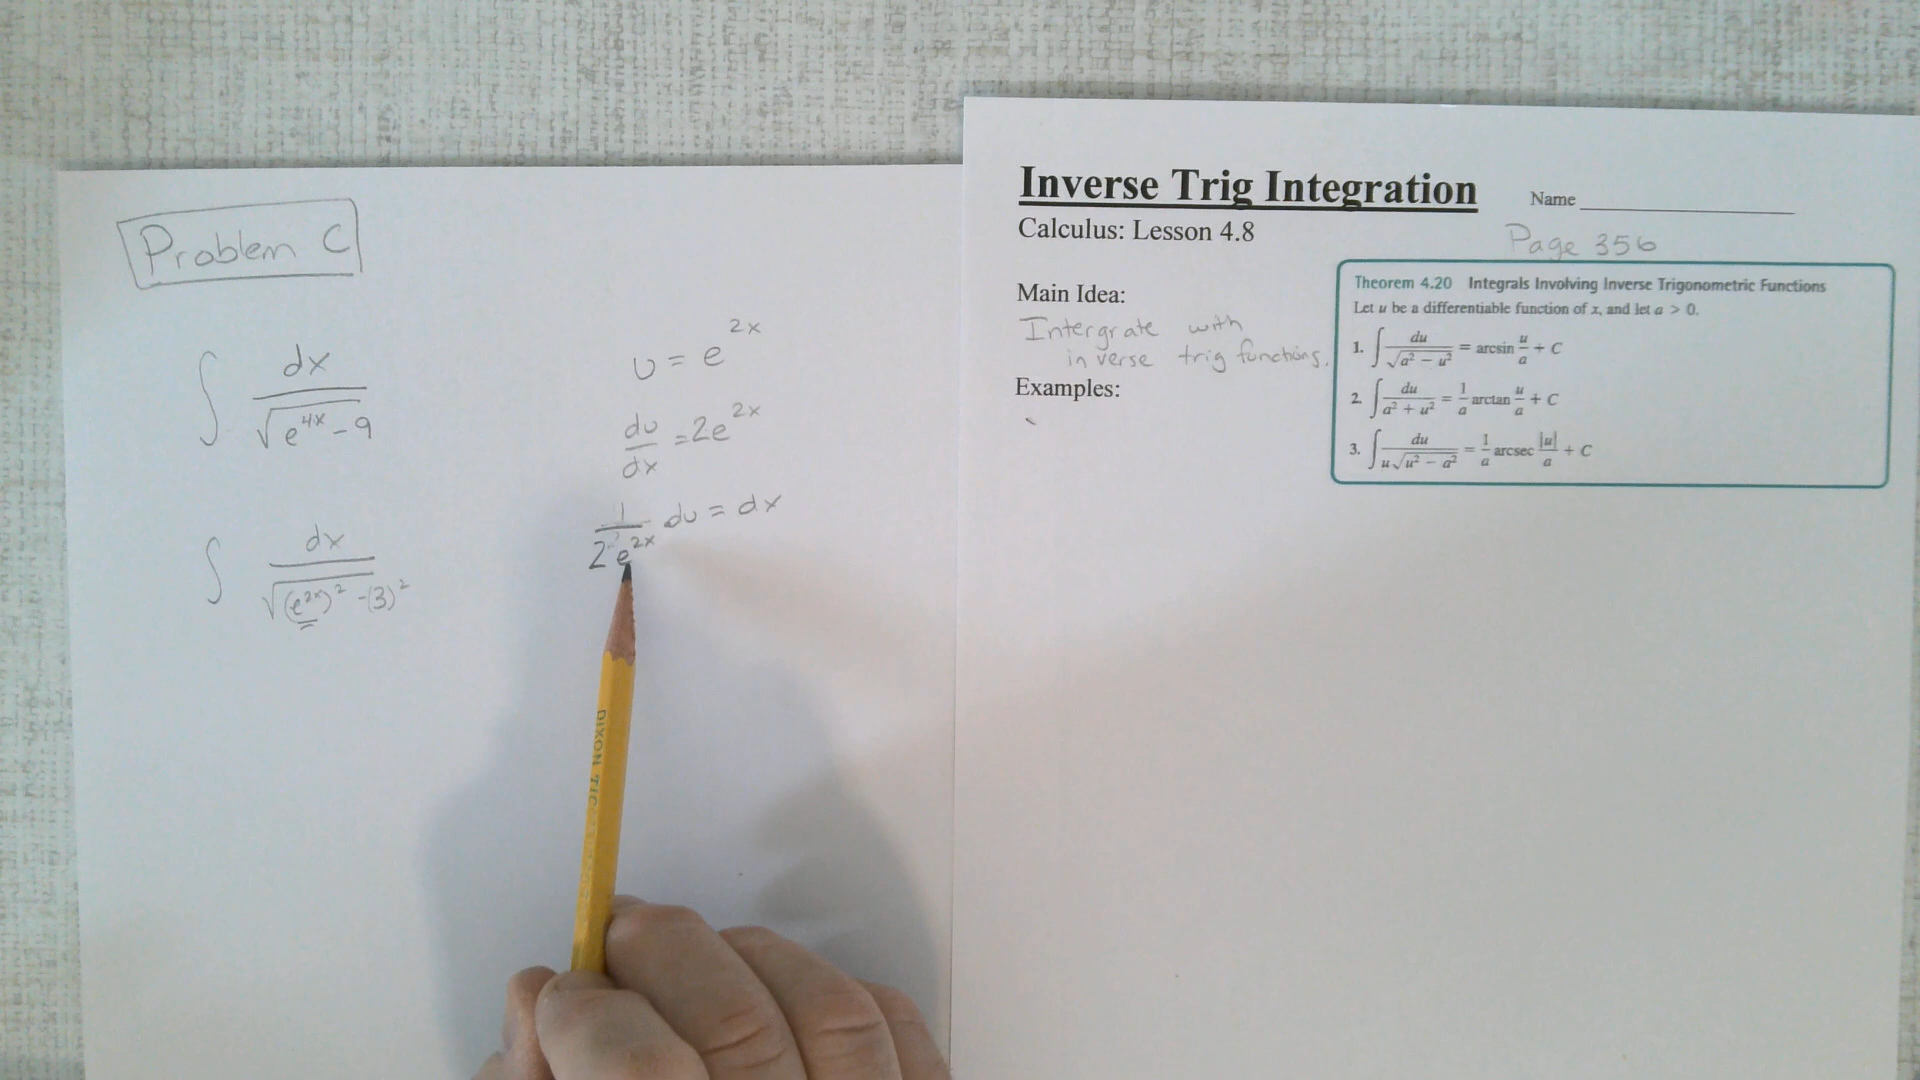 Problem C
∫ dx / √(e^4x - 9)
∫ dx / √((e^2x)^2 - (3)^2)
u = e^2x
du/dx = 2e^2x
1/(2e^2x) du = dx
DIXON TIC
Inverse Trig Integration
Name
Calculus: Lesson 4.8
Page 356
Main Idea:
Intergrate with
inverse trig functions.
Examples:
Theorem 4.20 Integrals Involving Inverse Trigonometric Functions
Let u be a differentiable function of x, and let a > 0.
1. ∫ du / √(a² - u²) = arcsin u/a + C
2. ∫ du / (a² + u²) = 1/a arctan u/a + C
3. ∫ du / (u√(u² - a²)) = 1/a arcsec |u|/a + C